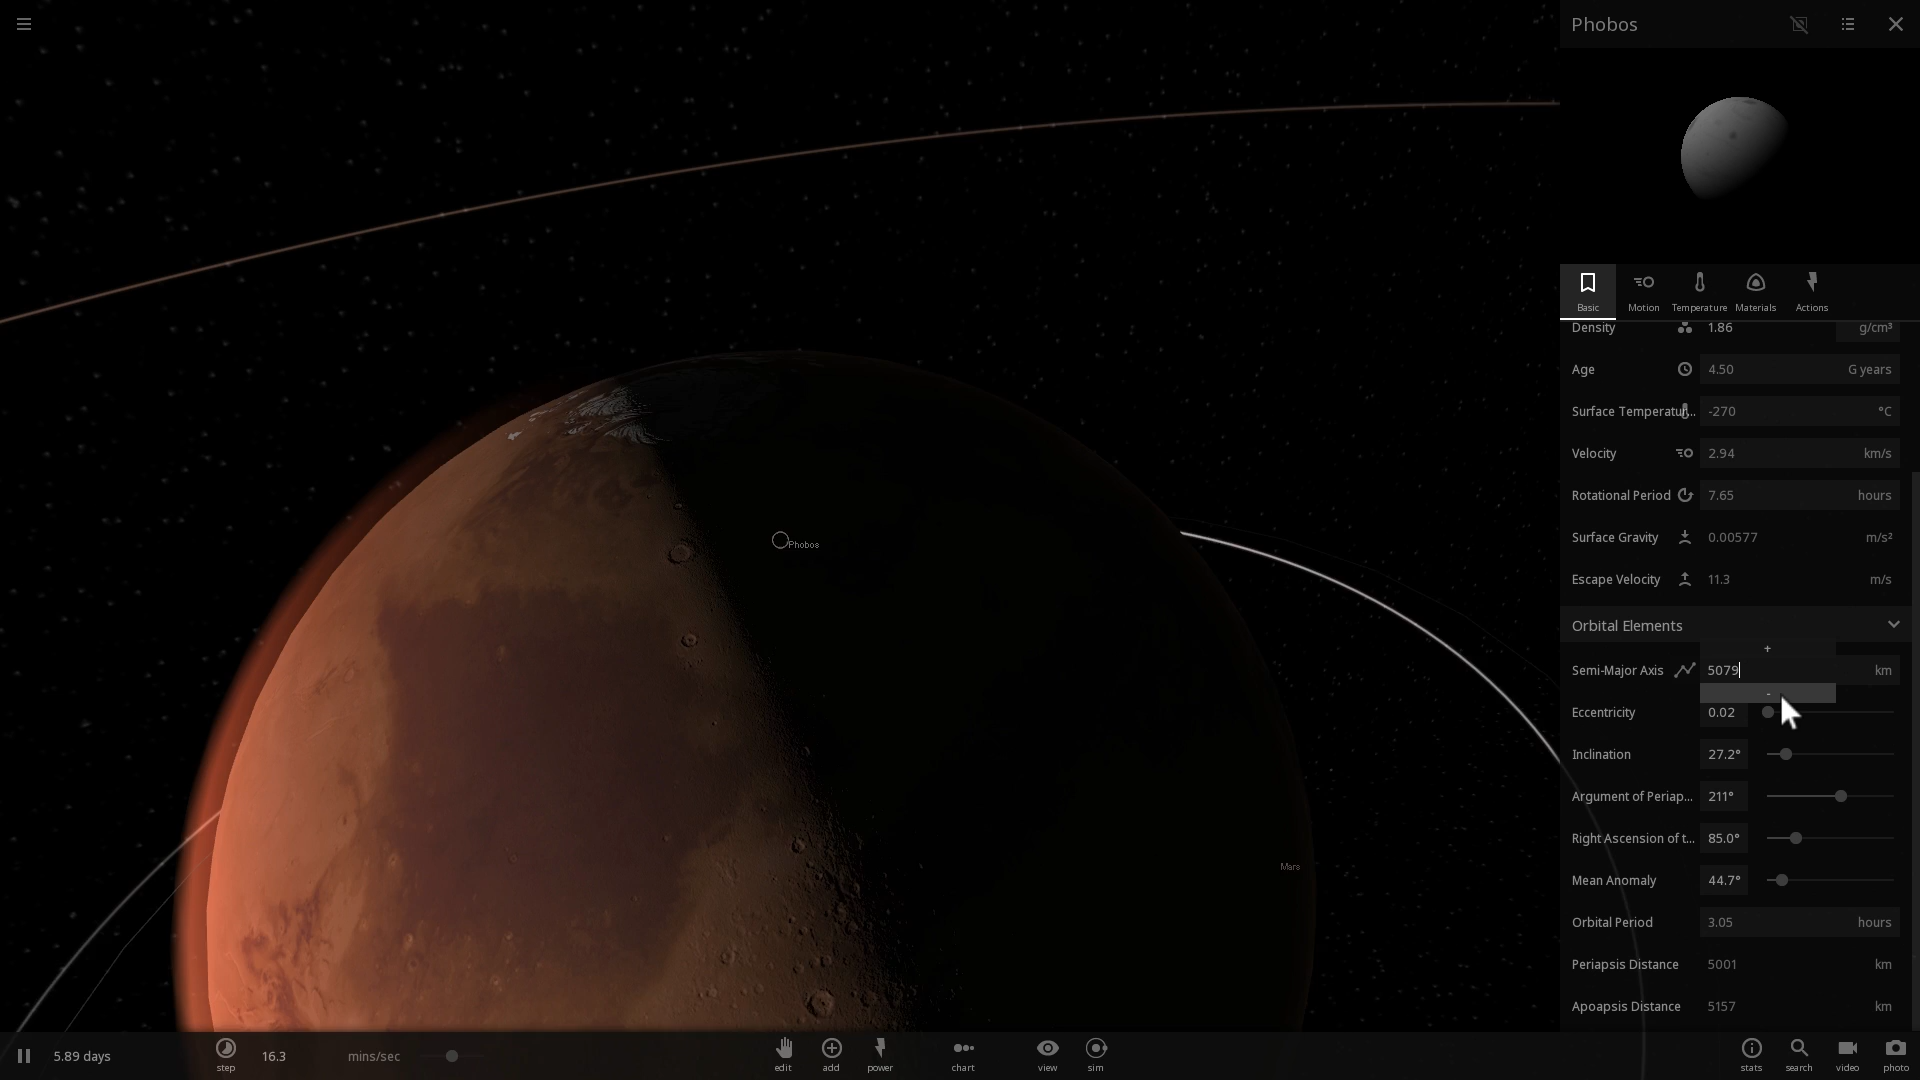 Phobos
Basic
Motion
Temperature
Materials
Actions
Density 1.86 g/cm³
Age 4.50 G years
Surface Temperatur... -270 °C
Velocity 2.94 km/s
Rotational Period 7.65 hours
Surface Gravity 0.00577 m/s²
Escape Velocity 11.3 m/s
Orbital Elements
+
Semi-Major Axis 5079 km
-
Eccentricity 0.02
Inclination 27.2°
Argument of Periap... 211°
Right Ascension of t... 85.0°
Mean Anomaly 44.7°
Orbital Period 3.05 hours
Periapsis Distance 5001 km
Apoapsis Distance 5157 km
Phobos
Mars
5.89 days
step
16.3 mins/sec
edit
add
power
chart
view
sim
stats
search
video
photo